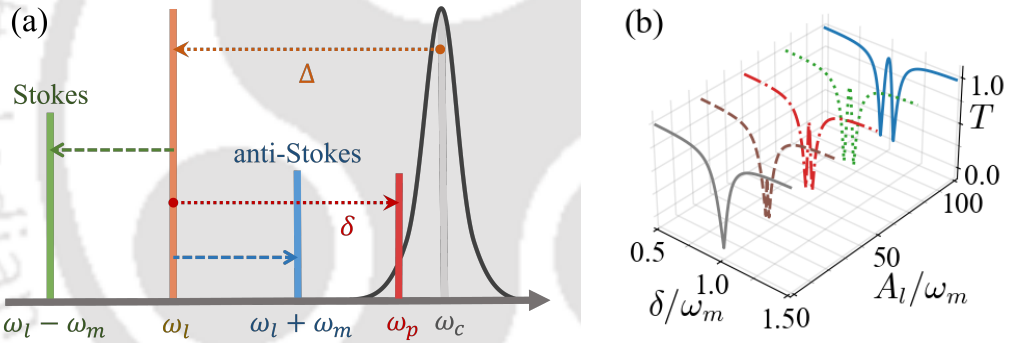 (a)
Δ
Stokes
anti-Stokes
δ
ω_l − ω_m
ω_l
ω_l + ω_m
ω_p
ω_c
(b)
1.0
T
0.0
100
50
A_l/ω_m
0.5
1.0
1.50
δ/ω_m